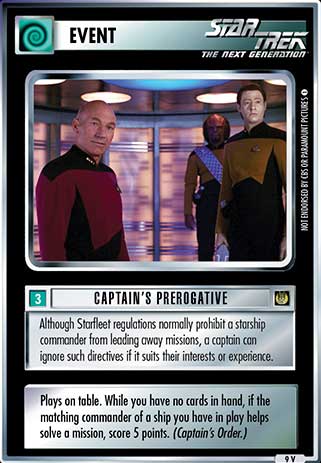 EVENT
STAR TREK
THE NEXT GENERATION
NOT ENDORSED BY CBS OR PARAMOUNT PICTURES
3
CAPTAIN'S PREROGATIVE
Although Starfleet regulations normally prohibit a starship
commander from leading away missions, a captain can
ignore such directives if it suits their interests or experience.
Plays on table. While you have no cards in hand, if the
matching commander of a ship you have in play helps
solve a mission, score 5 points. (Captain's Order.)
9 V